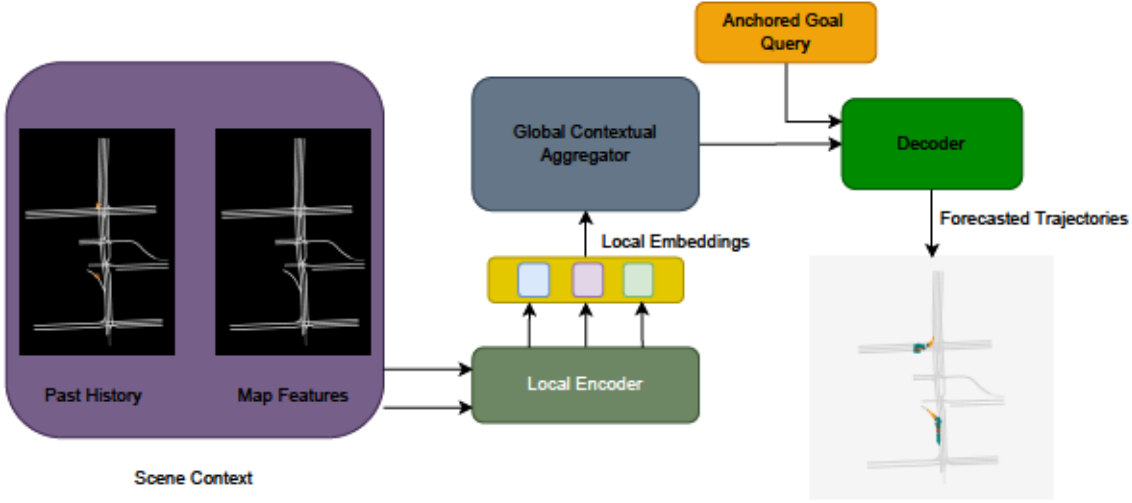 Anchored Goal
Query
Global Contextual
Aggregator
Decoder
Forecasted Trajectories
Local Embeddings
Local Encoder
Past History
Map Features
Scene Context